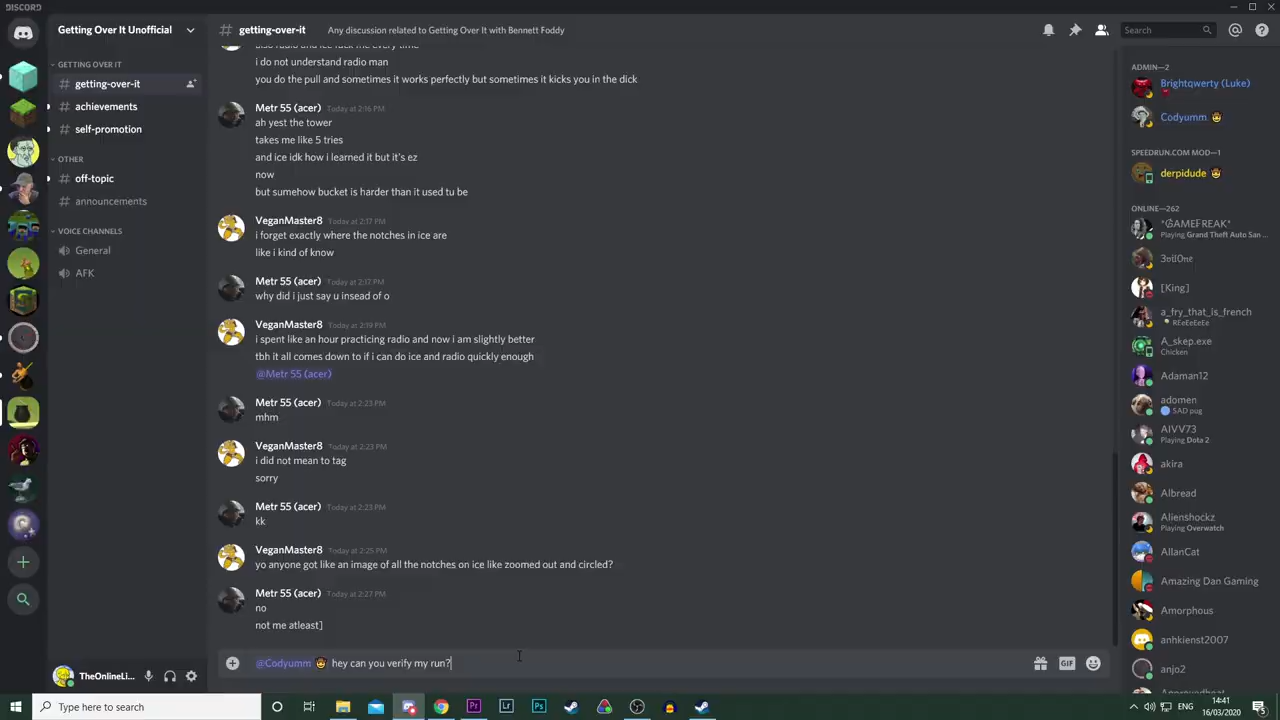 DISCORD
Getting Over It Unofficial
getting-over-it
Any discussion related to Getting Over It with Bennett Foddy
Search
GETTING OVER IT
getting-over-it
achievements
self-promotion
OTHER
off-topic
announcements
VOICE CHANNELS
General
AFK
i do not understand radio man
you do the pull and sometimes it works perfectly but sometimes it kicks you in the dick
Metr 55 (acer) Today at 2:16 PM
ah yest the tower
takes me like 5 tries
and ice idk how i learned it but it's ez
now
but sumehow bucket is harder than it used tu be
VeganMaster8 Today at 2:17 PM
i forget exactly where the notches in ice are
like i kind of know
Metr 55 (acer) Today at 2:17 PM
why did i just say u insead of o
VeganMaster8 Today at 2:19 PM
i spent like an hour practicing radio and now i am slightly better
tbh it all comes down to if i can do ice and radio quickly enough
@Metr 55 (acer)
Metr 55 (acer) Today at 2:23 PM
mhm
VeganMaster8 Today at 2:23 PM
i did not mean to tag
sorry
Metr 55 (acer) Today at 2:23 PM
kk
VeganMaster8 Today at 2:25 PM
yo anyone got like an image of all the notches on ice like zoomed out and circled?
Metr 55 (acer) Today at 2:27 PM
no
not me atleast]
@Codyumm hey can you verify my run?
GIF
TheOnlineLi...
ADMIN—2
Brightqwerty (Luke)
Codyumm
SPEEDRUN.COM MOD—1
derpidude
ONLINE—262
Playing Grand Theft Auto San ...
[King]
a_fry_that_is_french
REeEeEeEe
A_skep.exe
Chicken
Adaman12
adomen
SAD pug
AIVV73
Playing Dota 2
akira
Albread
Alienshockz
Playing Overwatch
AllanCat
Amazing Dan Gaming
Amorphous
anhkienst2007
anjo2
Type here to search
Pr
Lr
Ps
ENG
14:41
16/03/2020